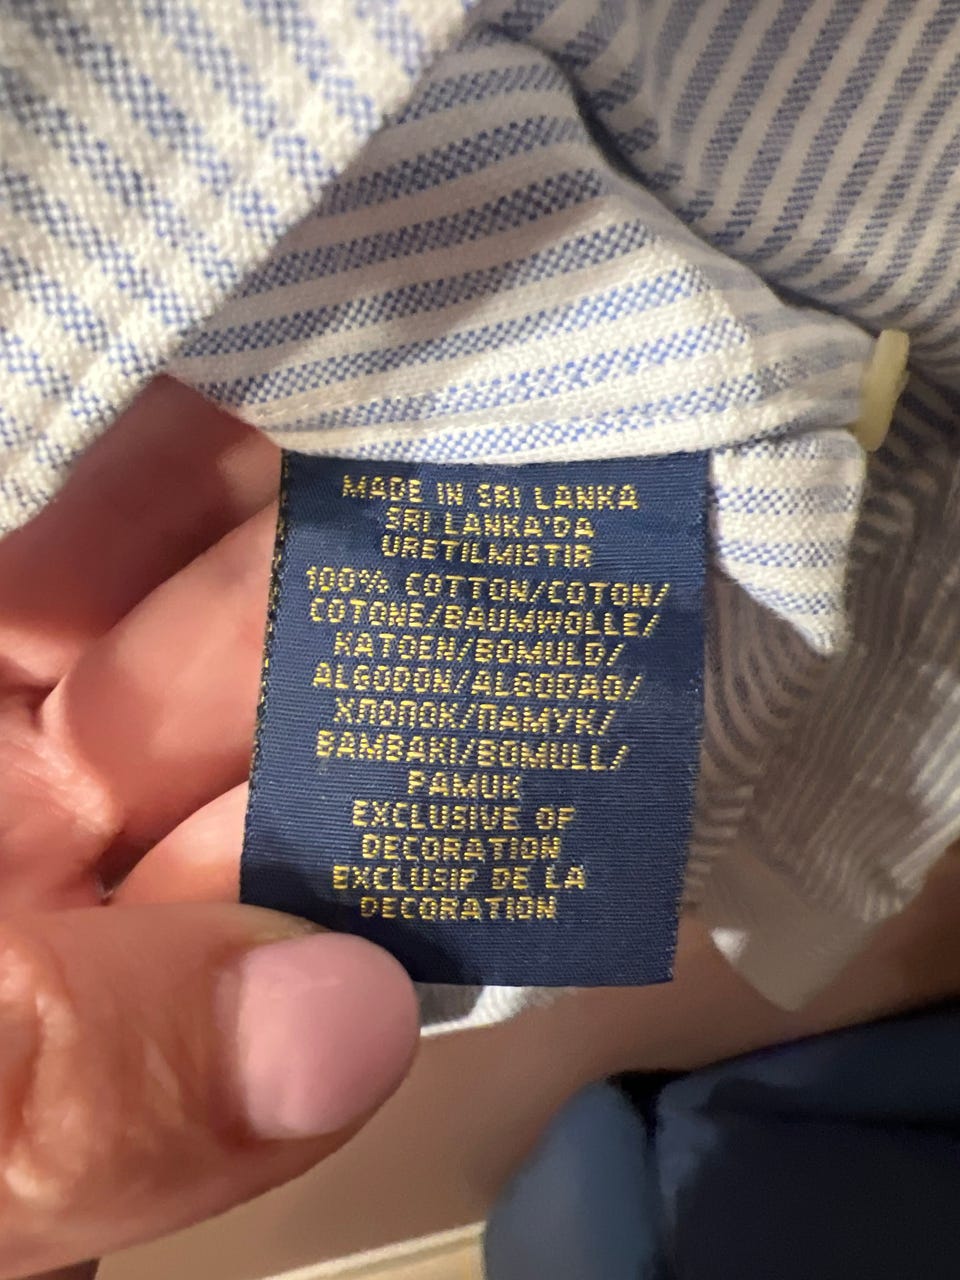 MADE IN SRI LANKA
SRI LANKA'DA
URETILMISTIR
100% COTTON/COTON/
COTONE/BAUMWOLLE/
KATOEN/BOMULD/
ALGODON/ALGODAO/
ХЛОПОК/ПАМУК/
BAMBAKI/BOMULL/
PAMUK
EXCLUSIVE OF
DECORATION
EXCLUSIF DE LA
DECORATION